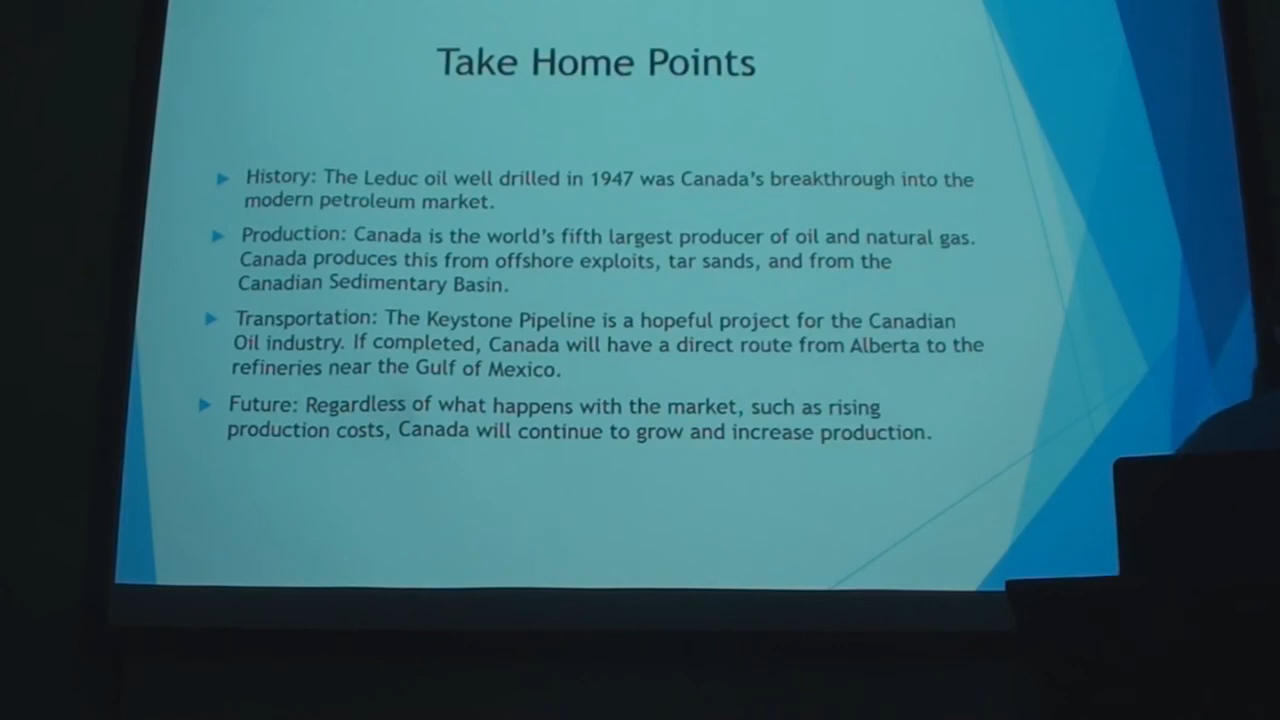 Take Home Points
History: The Leduc oil well drilled in 1947 was Canada's breakthrough into the
modern petroleum market.
Production: Canada is the world's fifth largest producer of oil and natural gas.
Canada produces this from offshore exploits, tar sands, and from the
Canadian Sedimentary Basin.
Transportation: The Keystone Pipeline is a hopeful project for the Canadian
Oil industry. If completed, Canada will have a direct route from Alberta to the
refineries near the Gulf of Mexico.
Future: Regardless of what happens with the market, such as rising
production costs, Canada will continue to grow and increase production.